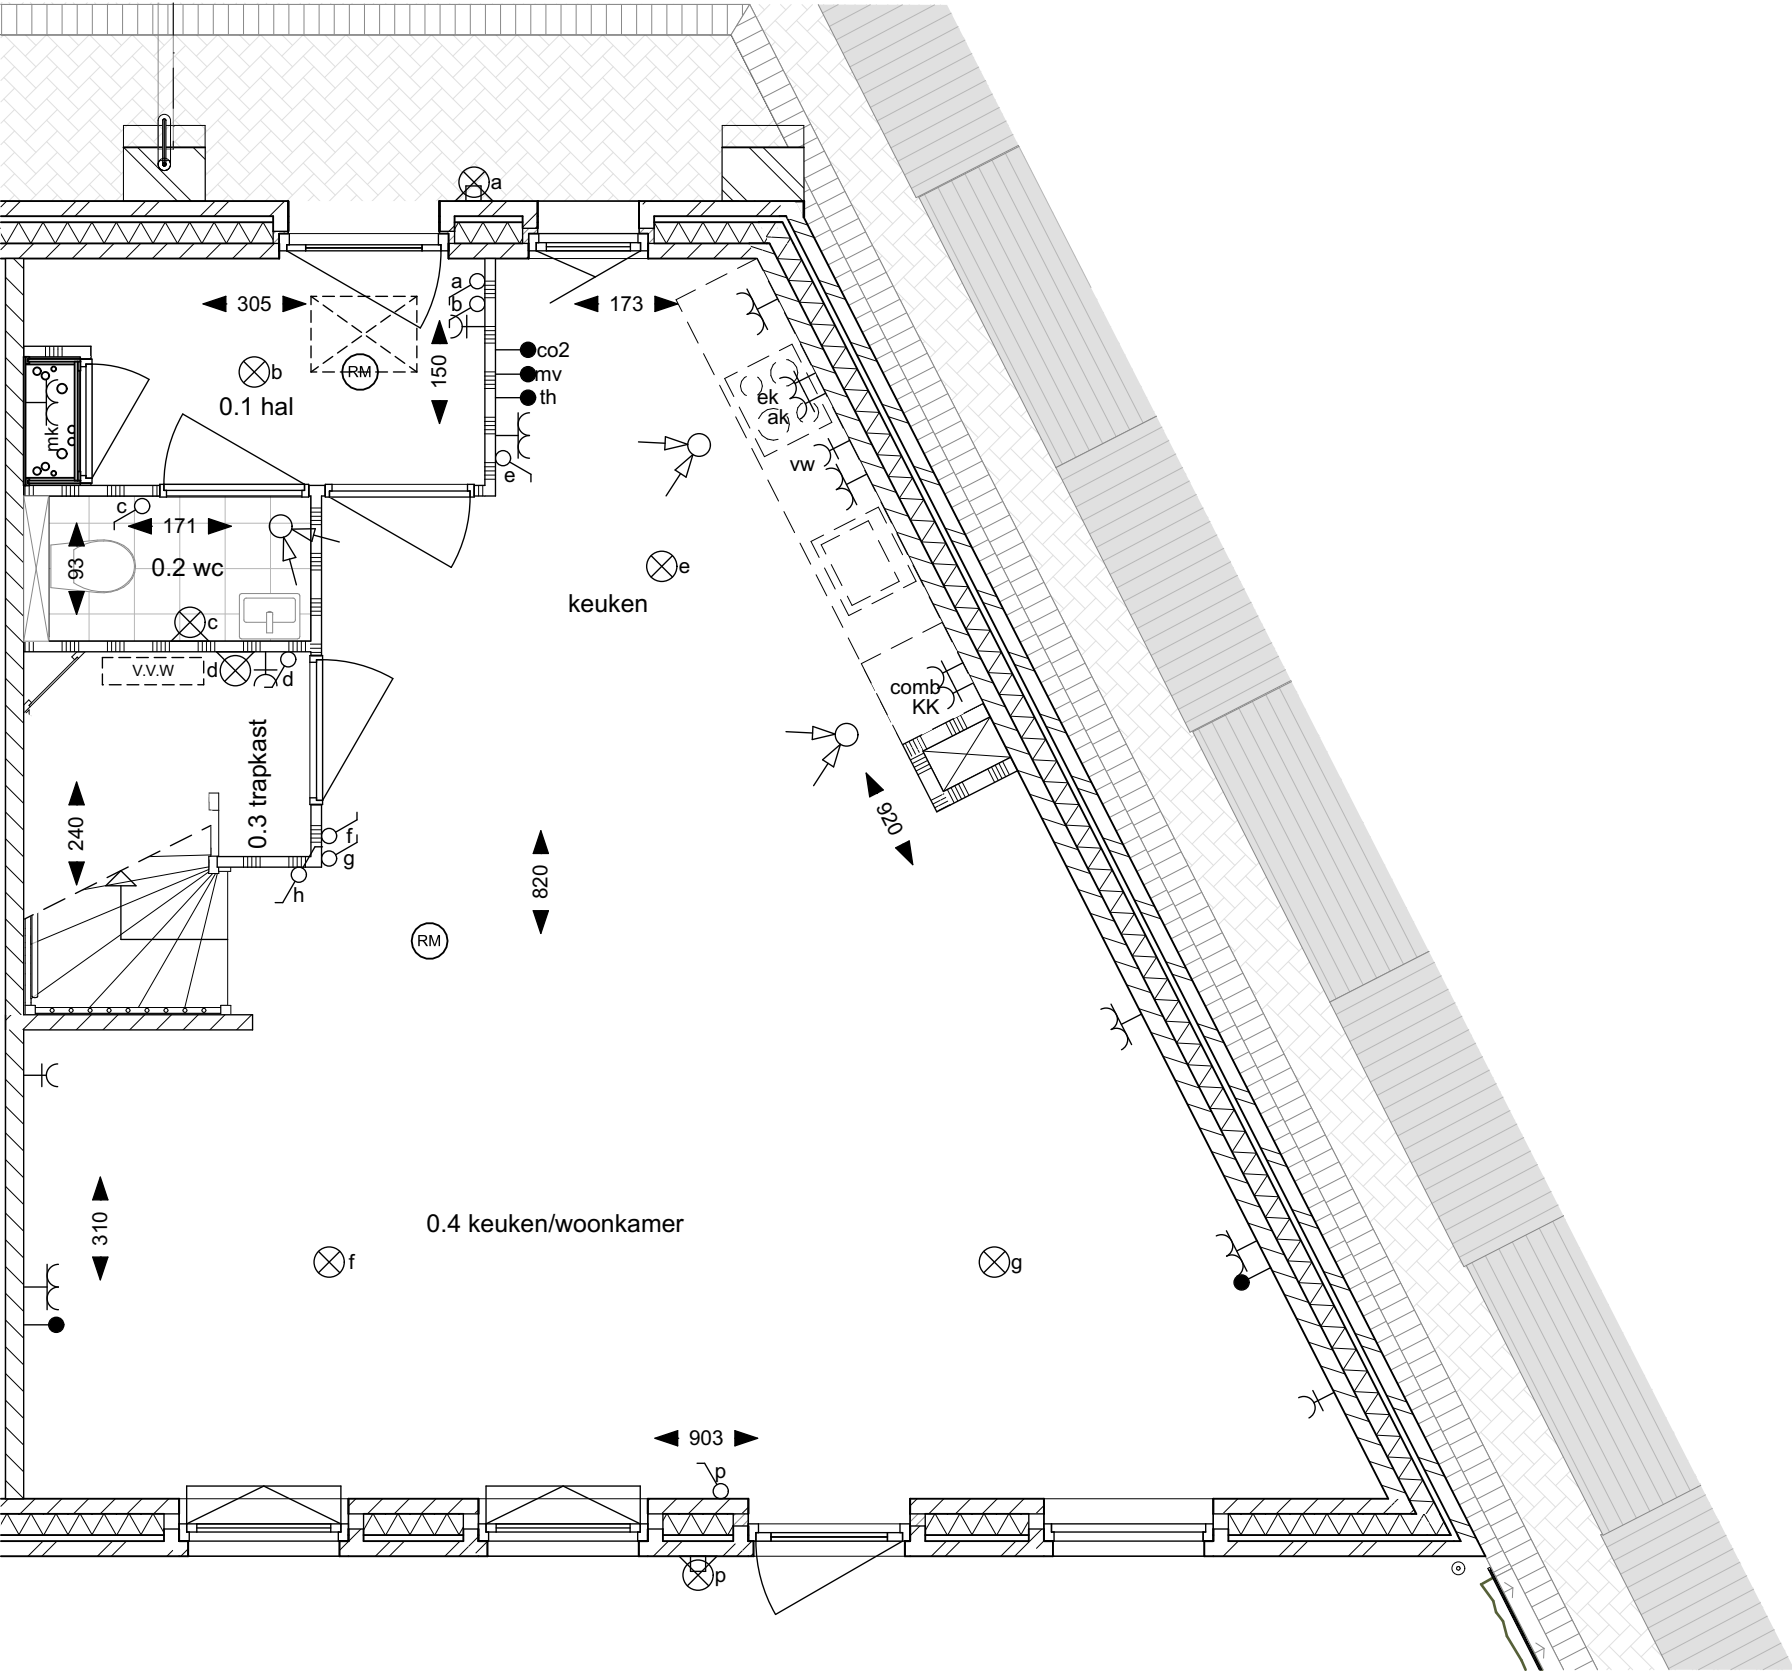 a
a
305
b
173
150
co2
mv
th
b
RM
0.1 hal
ek
ak
mk
vw
e
c
171
93
0.2 wc
e
c
keuken
V.V.W
d
d
comb
KK
0.3 trapkast
240
f
g
920
h
820
RM
310
0.4 keuken/woonkamer
f
g
903
p
p